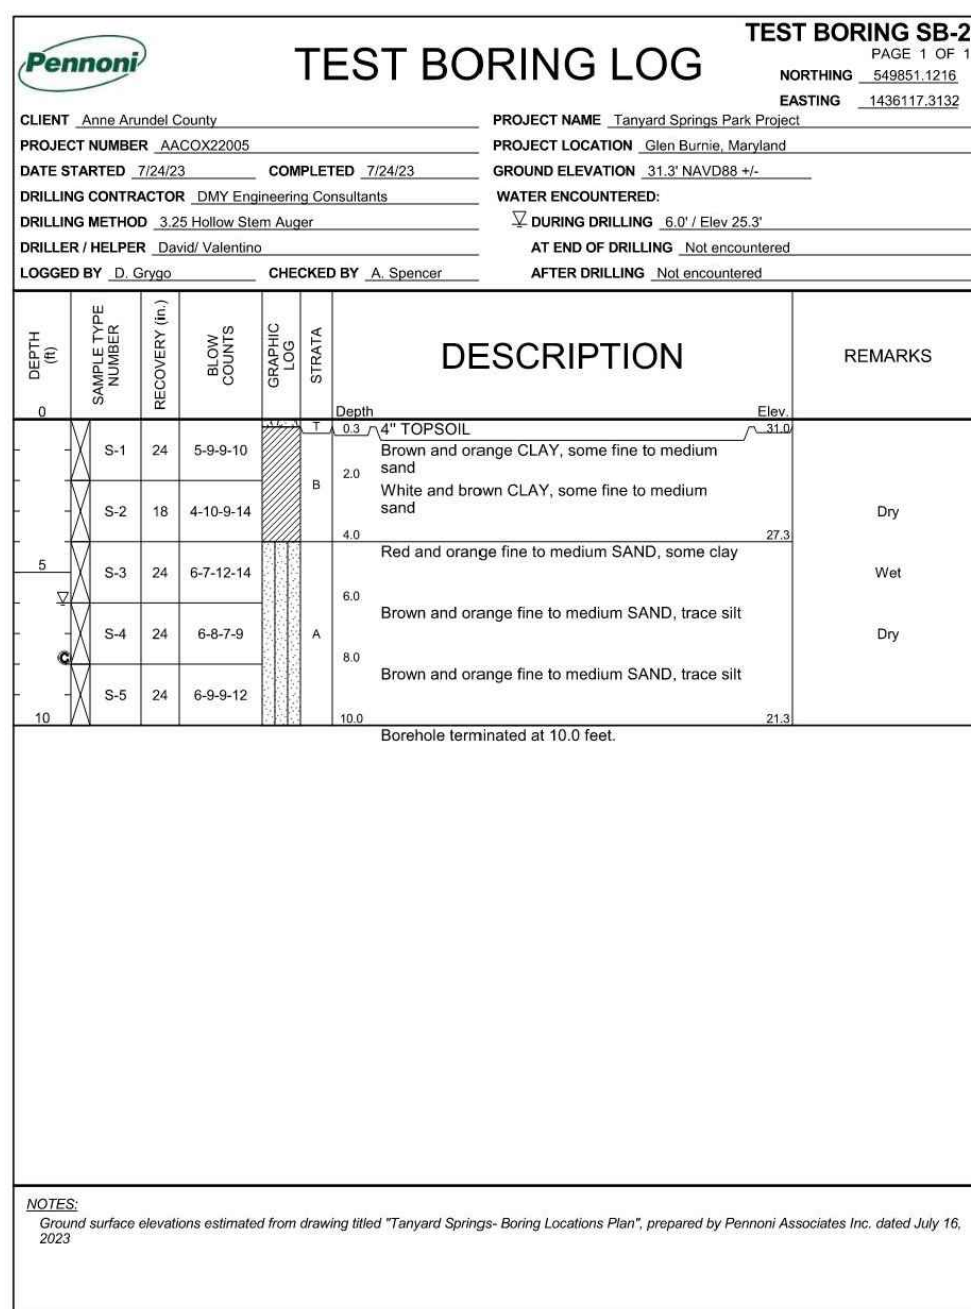 TEST BORING SB-2
PAGE 1 OF 1
Pennoni
TEST BORING LOG
NORTHING 549851.1216
EASTING 1436117.3132
CLIENT Anne Arundel County PROJECT NAME Tanyard Springs Park Project
PROJECT NUMBER AACOX22005 PROJECT LOCATION Glen Burnie, Maryland
DATE STARTED 7/24/23 COMPLETED 7/24/23 GROUND ELEVATION 31.3' NAVD88 +/-
DRILLING CONTRACTOR DMY Engineering Consultants WATER ENCOUNTERED:
DRILLING METHOD 3.25 Hollow Stem Auger DURING DRILLING 6.0' / Elev 25.3'
DRILLER / HELPER David/ Valentino AT END OF DRILLING Not encountered
LOGGED BY D. Grygo CHECKED BY A. Spencer AFTER DRILLING Not encountered
DEPTH (ft) SAMPLE TYPE NUMBER RECOVERY (in.) BLOW COUNTS GRAPHIC LOG STRATA DESCRIPTION REMARKS
0 Depth Elev.
T 0.3 4" TOPSOIL 31.0
S-1 24 5-9-9-10 Brown and orange CLAY, some fine to medium
sand
2.0
B White and brown CLAY, some fine to medium
S-2 18 4-10-9-14 sand Dry
4.0 27.3
Red and orange fine to medium SAND, some clay
5 S-3 24 6-7-12-14 Wet
6.0
Brown and orange fine to medium SAND, trace silt
S-4 24 6-8-7-9 A Dry
C 8.0
Brown and orange fine to medium SAND, trace silt
S-5 24 6-9-9-12
10 10.0 21.3
Borehole terminated at 10.0 feet.
NOTES:
Ground surface elevations estimated from drawing titled "Tanyard Springs- Boring Locations Plan", prepared by Pennoni Associates Inc. dated July 16,
2023